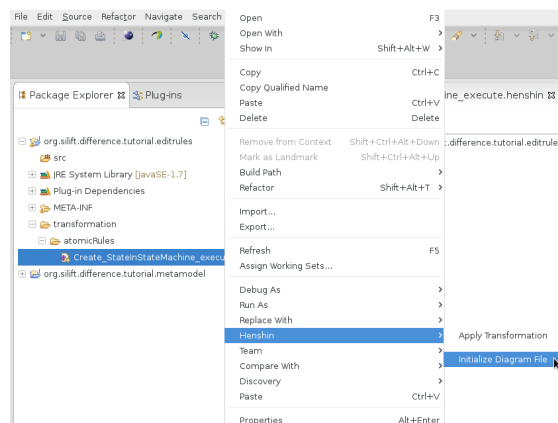 File Edit Source Refactor Navigate Search
Package Explorer Plug-ins
org.silift.difference.tutorial.editrules
src
JRE System Library [JavaSE-1.7]
Plug-in Dependencies
META-INF
transformation
atomicRules
Create_StateInStateMachine_execu
org.silift.difference.tutorial.metamodel
Open F3
Open With
Show In Shift+Alt+W
Copy Ctrl+C
Copy Qualified Name
Paste Ctrl+V
Delete Delete
Remove from Context Shift+Ctrl+Alt+Down
Mark as Landmark Shift+Ctrl+Alt+Up
Build Path
Refactor Shift+Alt+T
Import...
Export...
Refresh F5
Assign Working Sets...
Debug As
Run As
Replace With
Henshin
Team
Compare With
Discovery
Paste Ctrl+V
Properties Alt+Enter
ne_execute.henshin
.difference.tutorial.editrule
Apply Transformation
Initialize Diagram File